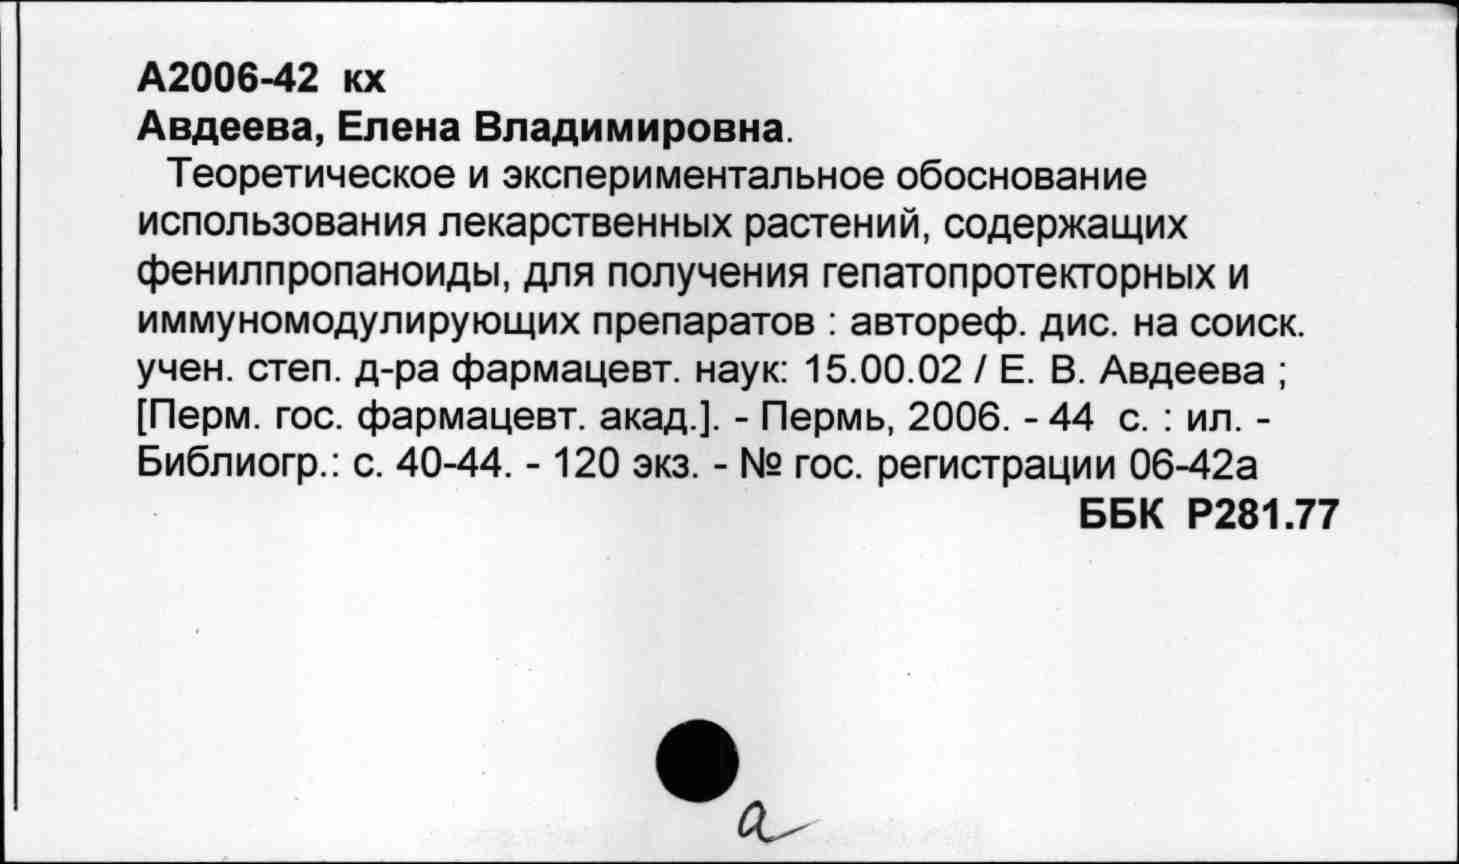 А2006-42 кх
Авдеева, Елена Владимировна.
Теоретическое и экспериментальное обоснование
использования лекарственных растений, содержащих
фенилпропаноиды, для получения гепатопротекторных и
иммуномодулирующих препаратов : автореф. дис. на соиск.
учен. степ. д-ра фармацевт. наук: 15.00.02 / Е. В. Авдеева ;
[Перм. гос. фармацевт. акад.]. - Пермь, 2006. - 44 с. : ил. -
Библиогр.: с. 40-44. - 120 экз. - № гос. регистрации 06-42а
ББК Р281.77
а